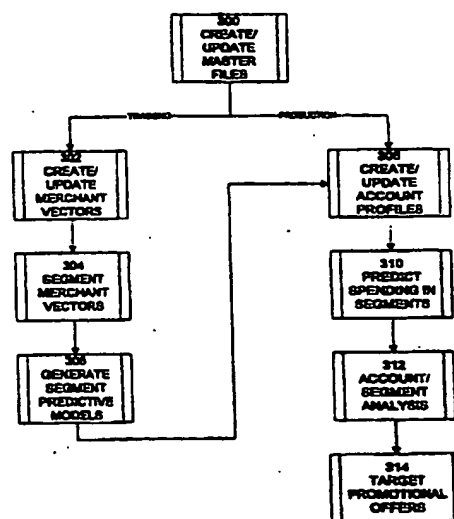 300
CREATE/
UPDATE
MASTER
FILES
TRAINING
PRODUCTION
302
CREATE/
UPDATE
MERCHANT
VECTORS
304
SEGMENT
MERCHANT
VECTORS
306
GENERATE
SEGMENT
PREDICTIVE
MODELS
308
CREATE/
UPDATE
ACCOUNT
PROFILES
310
PREDICT
SPENDING IN
SEGMENTS
312
ACCOUNT/
SEGMENT
ANALYSIS
314
TARGET
PROMOTIONAL
OFFERS